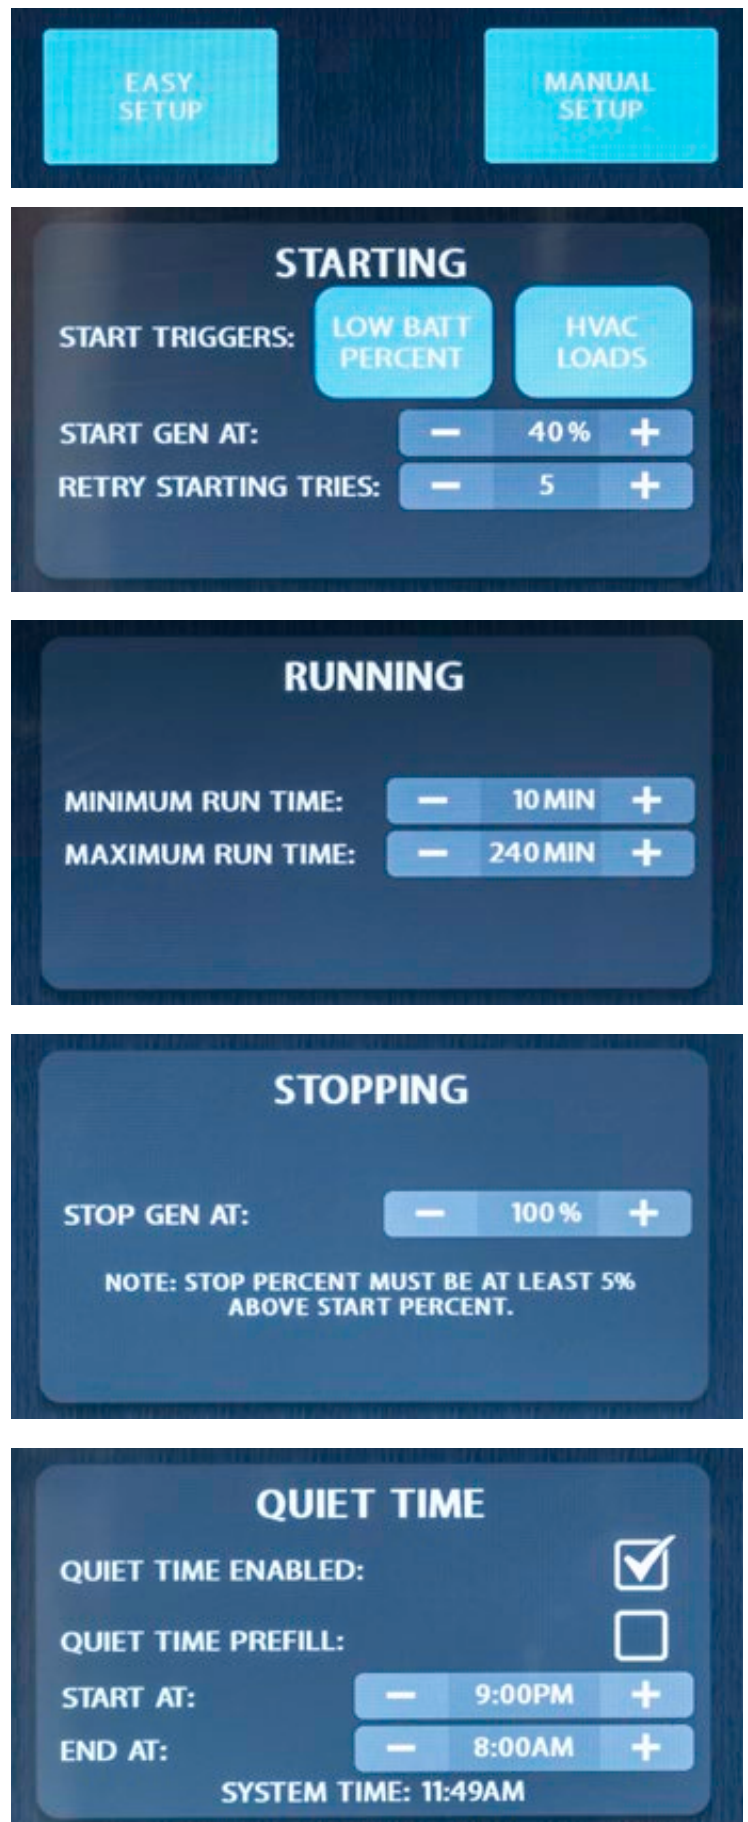 EASY
SETUP
MANUAL
SETUP
STARTING
START TRIGGERS:
LOW BATT
PERCENT
HVAC
LOADS
START GEN AT: − 40% +
RETRY STARTING TRIES: − 5 +
RUNNING
MINIMUM RUN TIME: − 10 MIN +
MAXIMUM RUN TIME: − 240 MIN +
STOPPING
STOP GEN AT: − 100% +
NOTE: STOP PERCENT MUST BE AT LEAST 5%
ABOVE START PERCENT.
QUIET TIME
QUIET TIME ENABLED:
QUIET TIME PREFILL:
START AT: − 9:00PM +
END AT: − 8:00AM +
SYSTEM TIME: 11:49AM